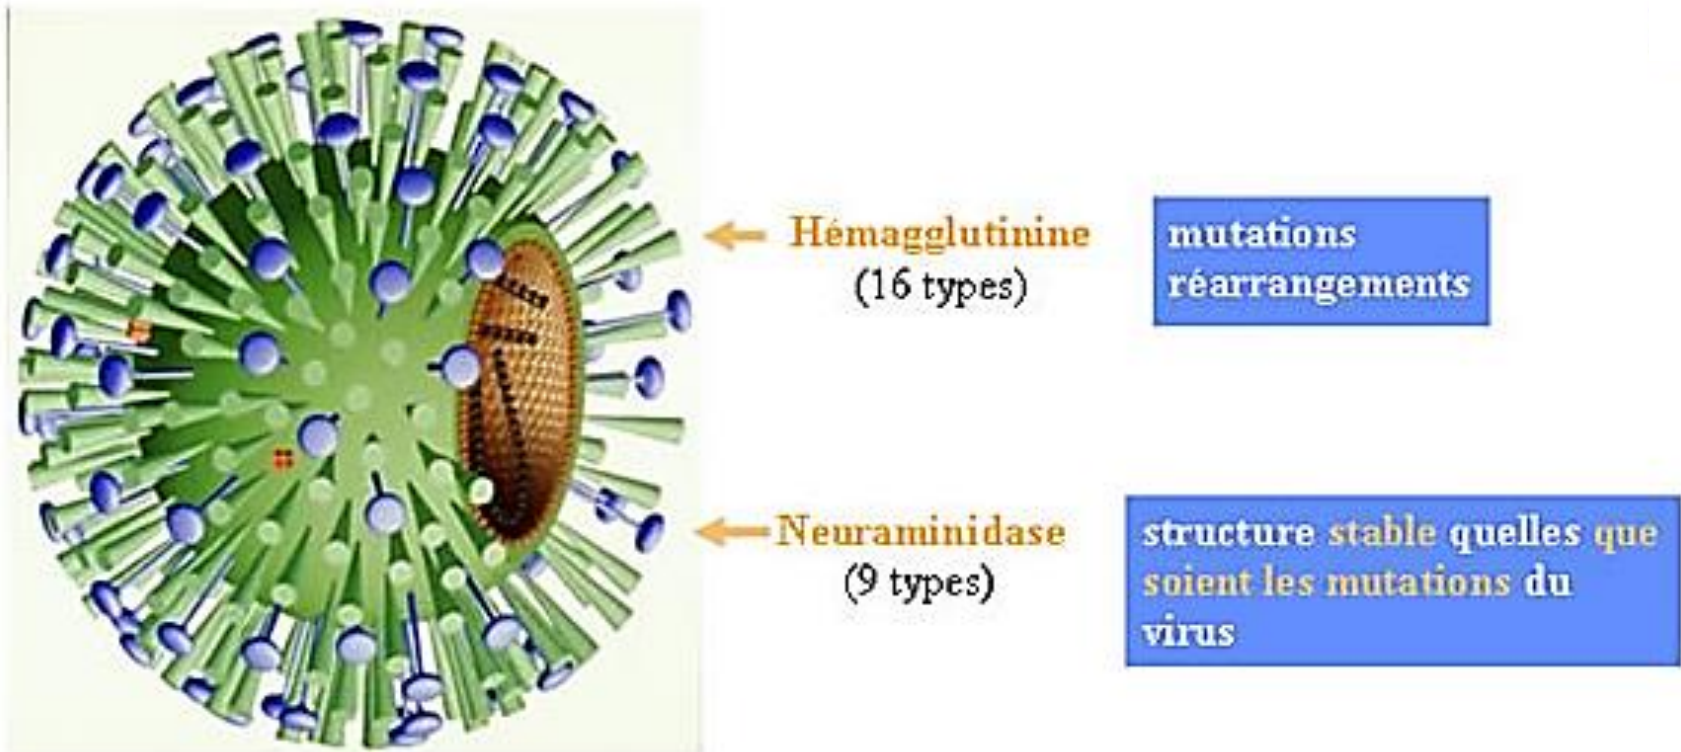 Hémagglutinine
(16 types)
mutations
réarrangements
Neuraminidase
(9 types)
structure stable quelles que
soient les mutations du
virus